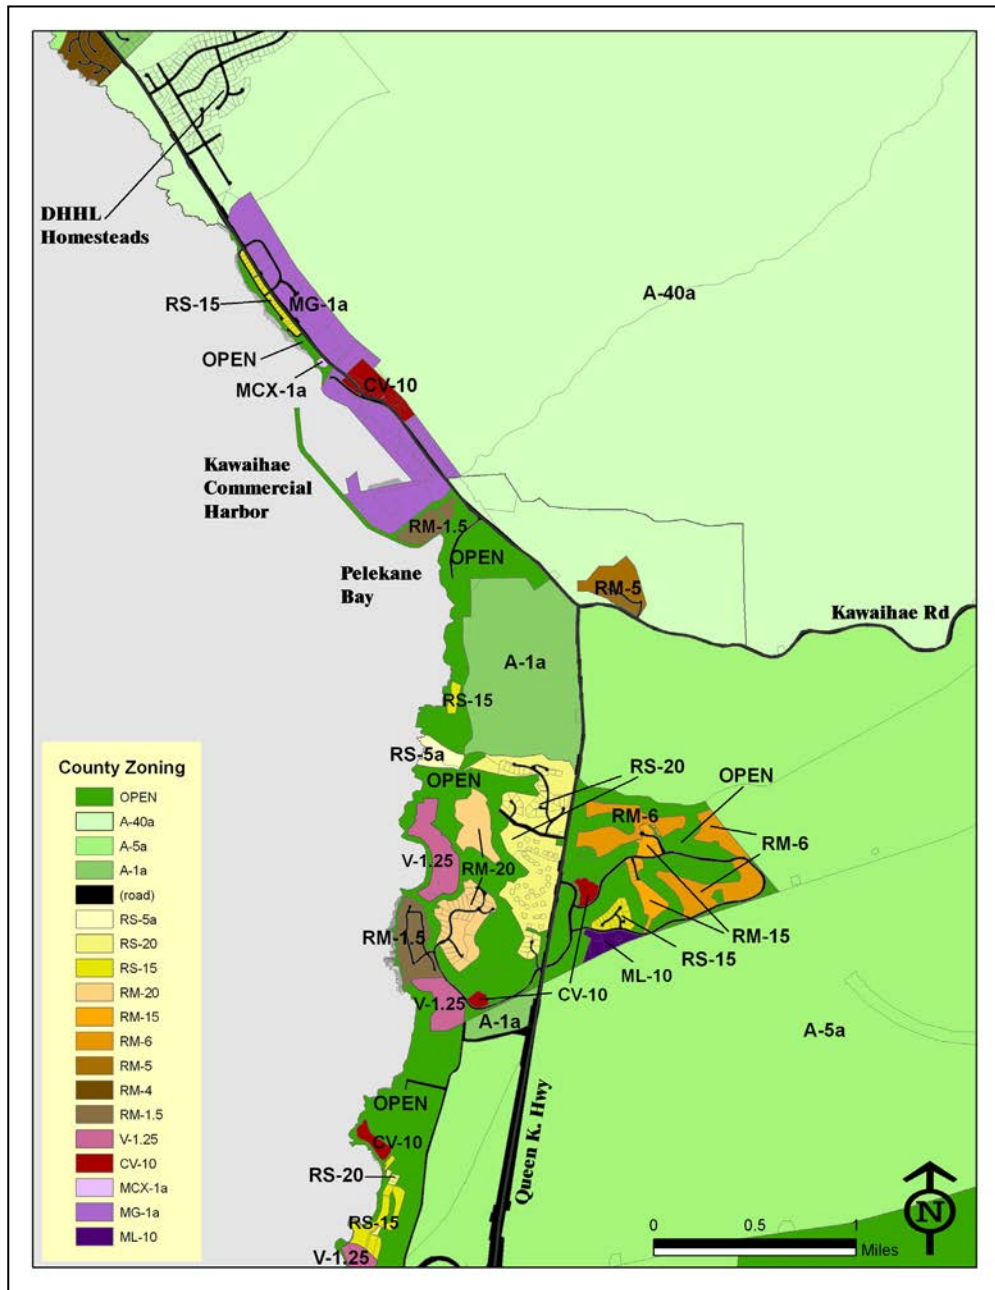 DHHL
Homesteads
RS-15
MG-1a
A-40a
OPEN
MCX-1a
CV-10
Kawaihae
Commercial
Harbor
RM-1.5
OPEN
Pelekane
Bay
RM-5
Kawaihae Rd
A-1a
RS-15
RS-5a
OPEN
RS-20
OPEN
RM-6
RM-6
V-1.25
RM-20
RM-1.5
RM-15
RS-15
ML-10
CV-10
V-1.25
A-1a
A-5a
OPEN
CV-10
Queen K. Hwy
RS-20
RS-15
V-1.25
County Zoning
OPEN
A-40a
A-5a
A-1a
(road)
RS-5a
RS-20
RS-15
RM-20
RM-15
RM-6
RM-5
RM-4
RM-1.5
V-1.25
CV-10
MCX-1a
MG-1a
ML-10
N
0 0.5 1
Miles